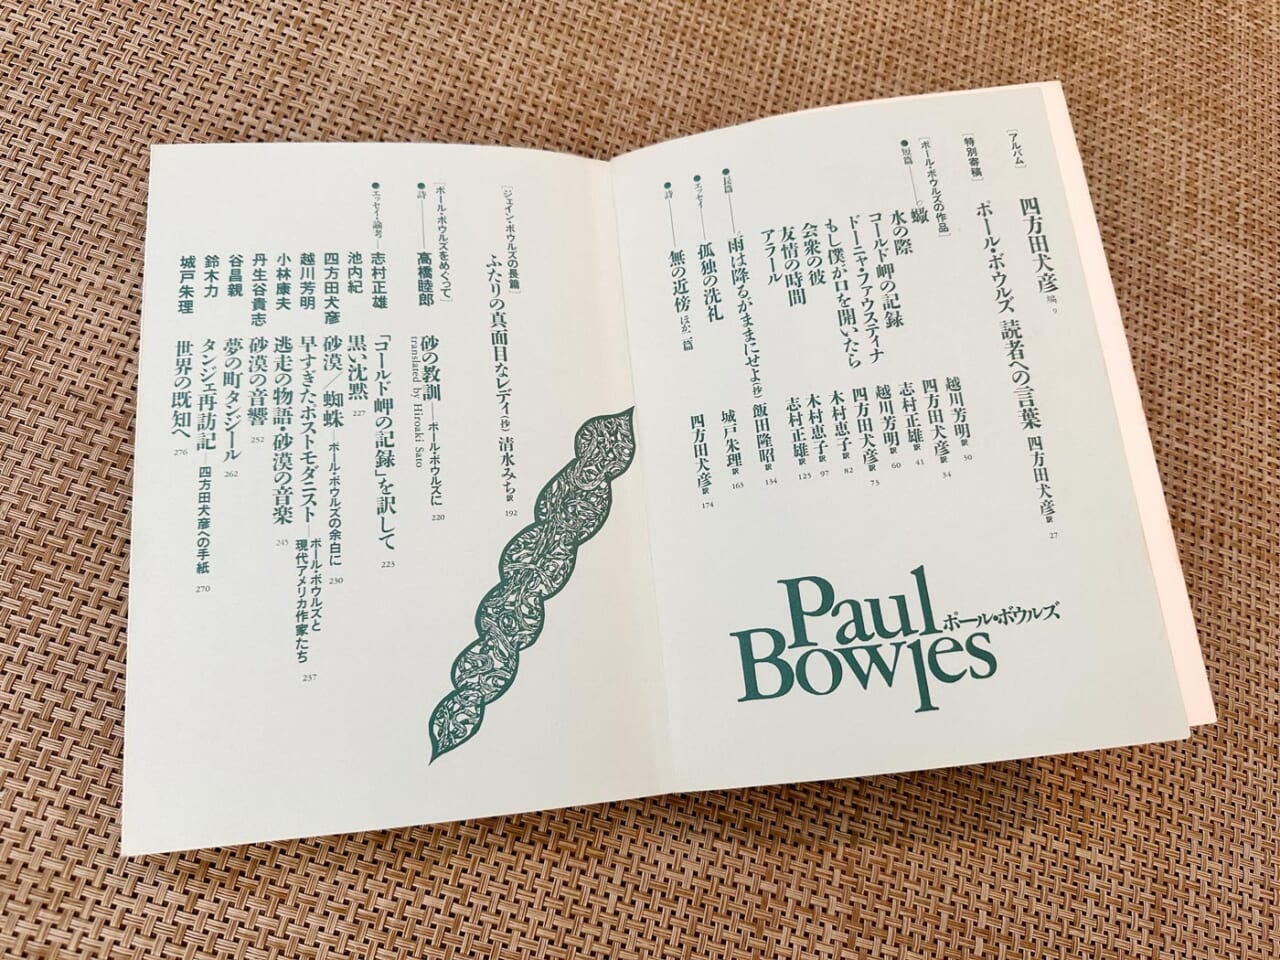 [アルバム] 四方田犬彦 編 9
[特別寄稿] ポール・ボウルズ 読者への言葉 四方田犬彦訳 27
[ポール・ボウルズの作品]
●短篇——蠍 越川芳明訳 30
水の際 四方田犬彦訳 34
コールド岬の記録 志村正雄訳 41
ドーニャ・ファウスティナ 越川芳明訳 60
もし僕が口を開いたら 四方田犬彦訳 73
会衆の彼 木村恵子訳 82
友情の時間 木村恵子訳 97
アラール 志村正雄訳 125
●長篇——雨は降るがままにせよ(抄) 飯田隆昭訳 134
●エッセイ——孤独の洗礼 城戸朱理訳 163
●詩——無の近傍 ほか 四方田犬彦訳 174
Paul
Bowles
ポール・ボウルズ
[ジェイン・ボウルズの長篇]
ふたりの真面目なレディ(抄) 清水みち訳 192
[ポール・ボウルズをめぐって]
●詩——高橋睦郎 砂の教訓——ポール・ボウルズに 220
translated by Hiroaki Sato
●エッセイ・論考——志村正雄 「コールド岬の記録」を訳して 223
池内紀 黒い沈黙 227
四方田犬彦 砂漠／蜘蛛——ポール・ボウルズの余白に 230
越川芳明 早すぎたポストモダニスト——ポール・ボウルズと現代アメリカ作家たち 237
小林康夫 逃走の物語・砂漠の音楽 245
丹生谷貴志 砂漠の音響 252
谷昌親 夢の町タンジール 262
鈴木力 タンジェ再訪記——四方田犬彦への手紙 270
城戸朱理 世界の既知へ 276